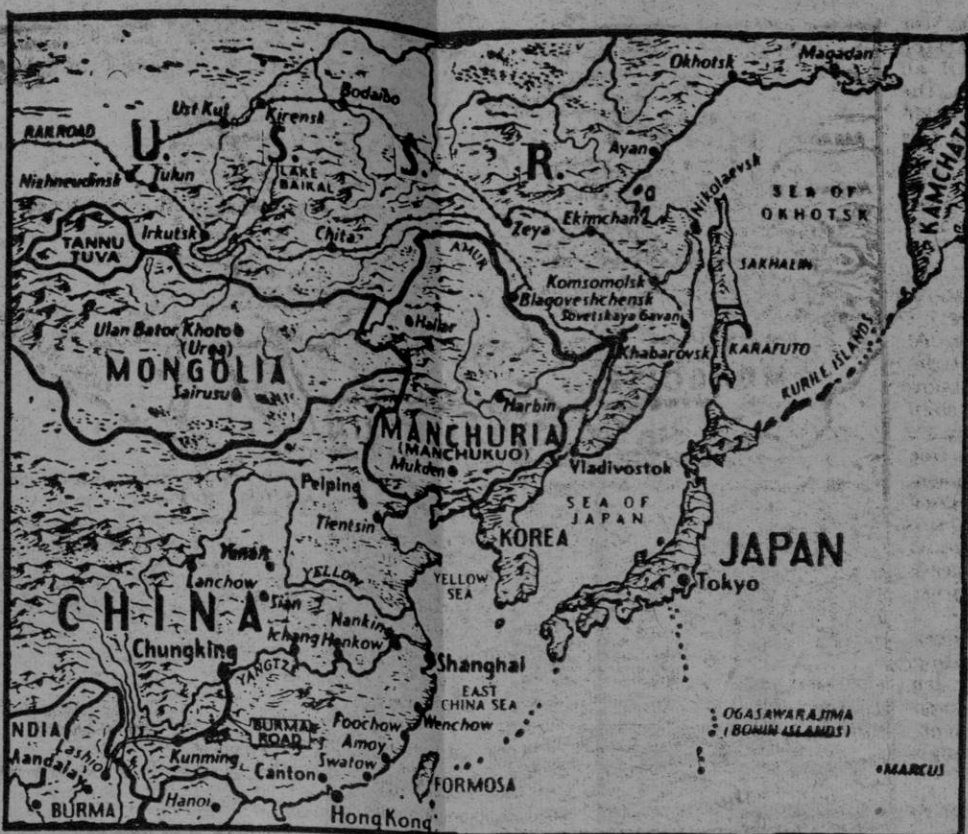 Okhotsk
Magadan
Ust Kut
Kirensk
Bodaibo
RAILROAD
U. S. S. R.
LAKE
BAIKAL
Ayan
Nizhneudinsk
Tulun
Nikolaevsk
SEA OF
OKHOTSK
KAMCHAT
TANNU
TUVA
Irkutsk
Chita
AMUR
Zeya
Ekimchan
SAKHALIN
Komsomolsk
Blagoveshchensk
Sovetskaya Gavan
Ulan Bator Khoto
(Urga)
Hailar
Khabarovsk
KARAFUTO
KURILE ISLANDS
MONGOLIA
Sairusu
Harbin
MANCHURIA
(MANCHUKUO)
Mukden
Vladivostok
Peiping
SEA OF
JAPAN
Tientsin
KOREA
JAPAN
Yenan
Lanchow
YELLOW
YELLOW
SEA
Tokyo
CHINA
Sian
Nanking
Ichang
Hankow
Chungking
YANGTZE
Shanghai
EAST
CHINA SEA
Wenchow
BURMA
ROAD
Foochow
Amoy
OGASAWARAJIMA
(BONIN ISLANDS)
NDIA
Lashio
Mandalay
Kunming
Swatow
Canton
FORMOSA
MARCUS
BURMA
Hanoi
Hong Kong